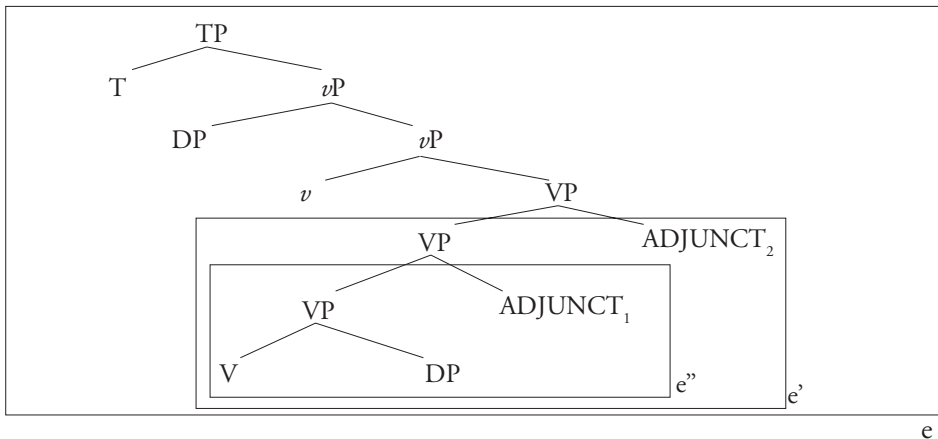 TP
T vP
DP vP
v VP
VP ADJUNCT2
VP ADJUNCT1
V DP
e”
e’
e